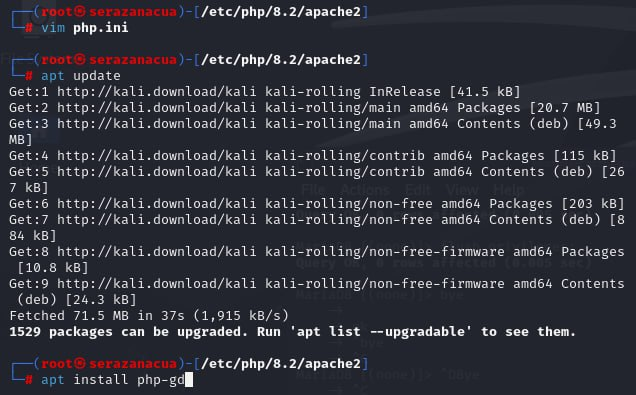 ┌──(root㉿serazanacua)-[/etc/php/8.2/apache2]
└─# vim php.ini
┌──(root㉿serazanacua)-[/etc/php/8.2/apache2]
└─# apt update
Get:1 http://kali.download/kali kali-rolling InRelease [41.5 kB]
Get:2 http://kali.download/kali kali-rolling/main amd64 Packages [20.7 MB]
Get:3 http://kali.download/kali kali-rolling/main amd64 Contents (deb) [49.3
MB]
Get:4 http://kali.download/kali kali-rolling/contrib amd64 Packages [115 kB]
Get:5 http://kali.download/kali kali-rolling/contrib amd64 Contents (deb) [26
7 kB]
Get:6 http://kali.download/kali kali-rolling/non-free amd64 Packages [203 kB]
Get:7 http://kali.download/kali kali-rolling/non-free amd64 Contents (deb) [8
84 kB]
Get:8 http://kali.download/kali kali-rolling/non-free-firmware amd64 Packages
[10.8 kB]
Get:9 http://kali.download/kali kali-rolling/non-free-firmware amd64 Contents
(deb) [24.3 kB]
Fetched 71.5 MB in 37s (1,915 kB/s)
1529 packages can be upgraded. Run 'apt list --upgradable' to see them.
┌──(root㉿serazanacua)-[/etc/php/8.2/apache2]
└─# apt install php-gd